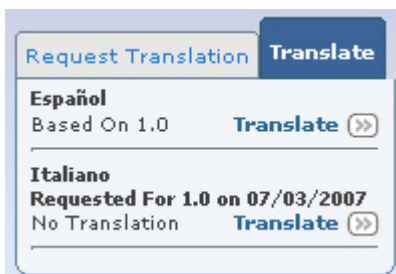 Request Translation Translate
Español
Based On 1.0 Translate
Italiano
Requested For 1.0 on 07/03/2007
No Translation Translate